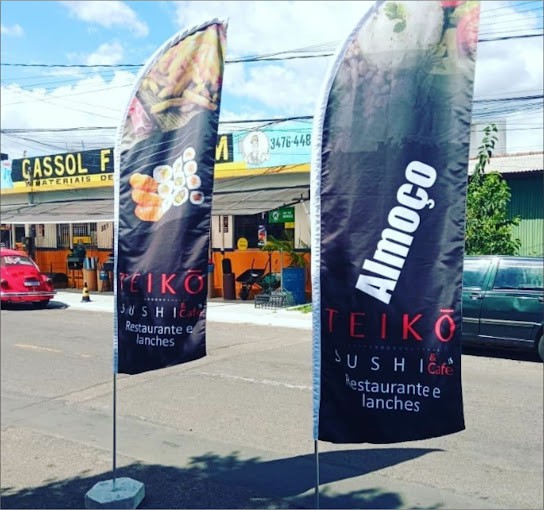 CASSOL F
M
3476-448
MATERIAIS DE
TEIKŌ
SUSHI & Café
Restaurante e
lanches
Almoço
TEIKŌ
SUSHI & Café
Restaurante e
lanches